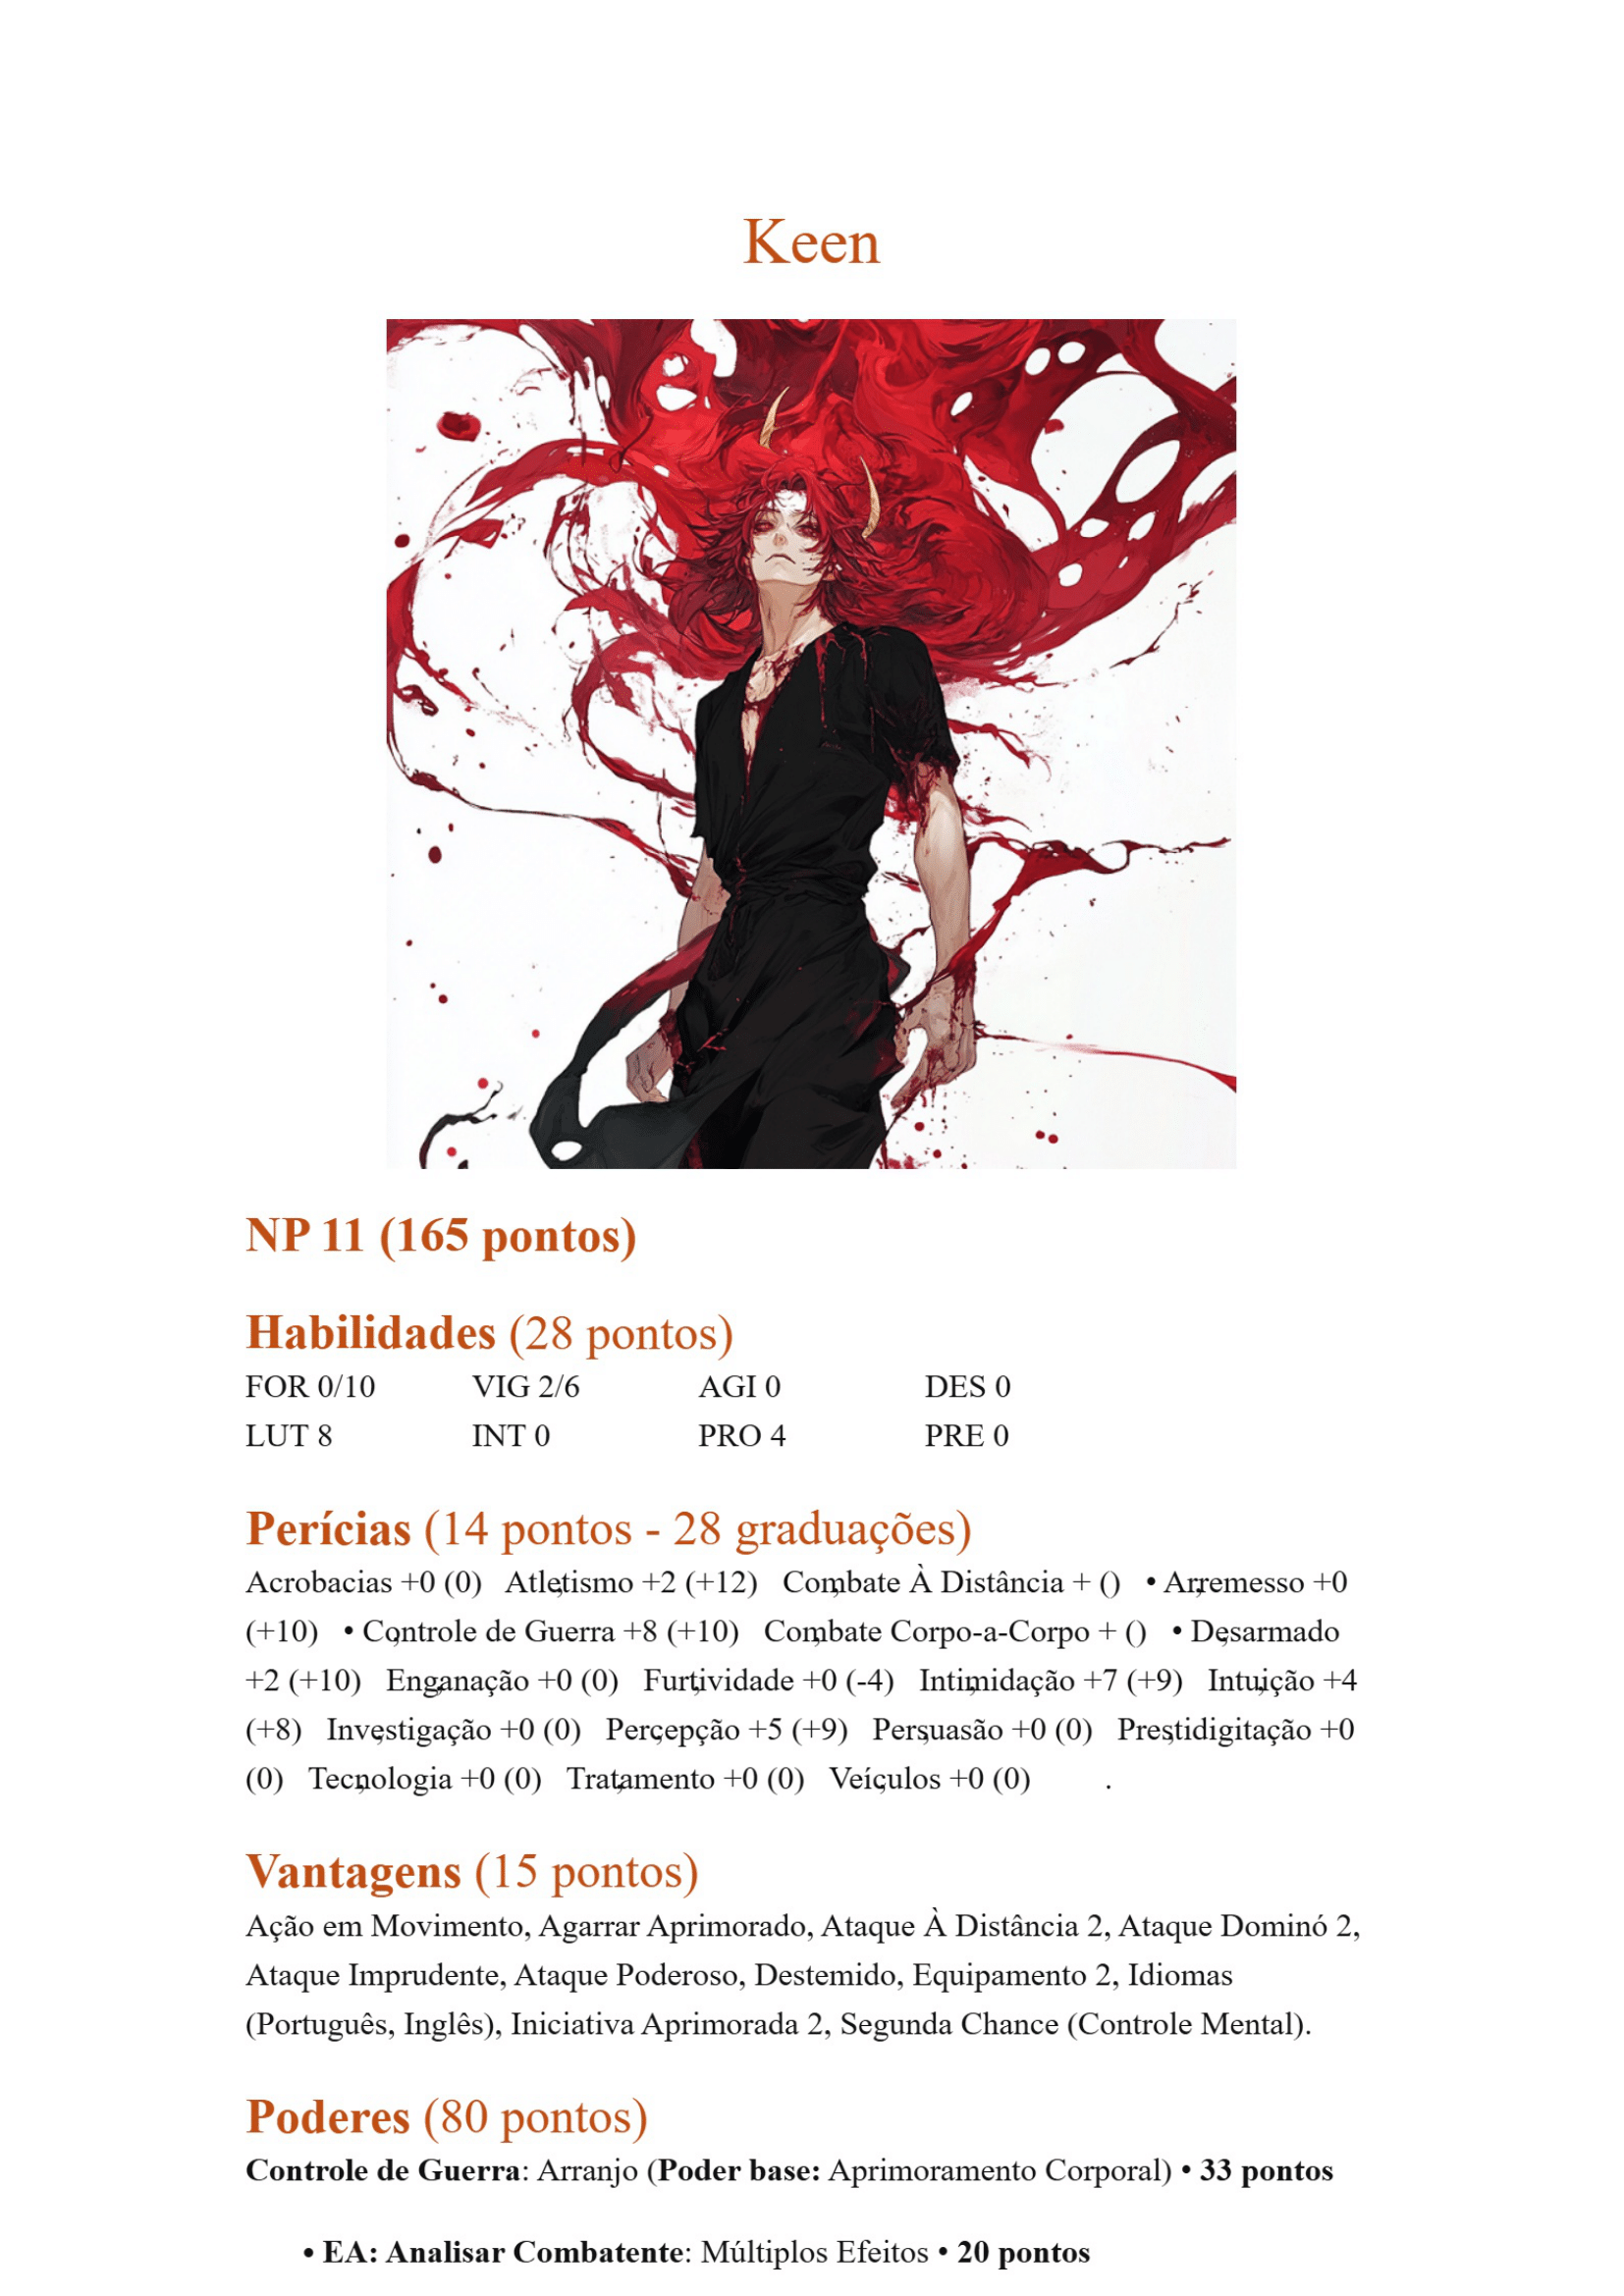 Keen
NP 11 (165 pontos)
Habilidades (28 pontos)
FOR 0/10 VIG 2/6 AGI 0 DES 0
LUT 8 INT 0 PRO 4 PRE 0
Perícias (14 pontos - 28 graduações)
Acrobacias +0 (0) Atletismo +2 (+12) Combate À Distância + () • Arremesso +0
(+10) • Controle de Guerra +8 (+10) Combate Corpo-a-Corpo + () • Desarmado
+2 (+10) Enganação +0 (0) Furtividade +0 (-4) Intimidação +7 (+9) Intuição +4
(+8) Investigação +0 (0) Percepção +5 (+9) Persuasão +0 (0) Prestidigitação +0
(0) Tecnologia +0 (0) Tratamento +0 (0) Veículos +0 (0) .
Vantagens (15 pontos)
Ação em Movimento, Agarrar Aprimorado, Ataque À Distância 2, Ataque Dominó 2,
Ataque Imprudente, Ataque Poderoso, Destemido, Equipamento 2, Idiomas
(Português, Inglês), Iniciativa Aprimorada 2, Segunda Chance (Controle Mental).
Poderes (80 pontos)
Controle de Guerra: Arranjo (Poder base: Aprimoramento Corporal) • 33 pontos
• EA: Analisar Combatente: Múltiplos Efeitos • 20 pontos